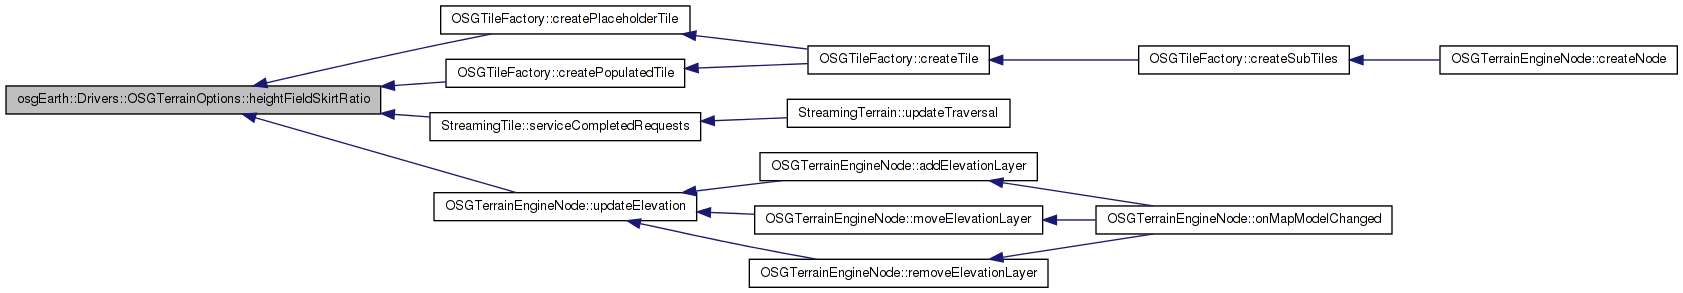 OSGTileFactory::createPlaceholderTile
OSGTileFactory::createTile
OSGTileFactory::createSubTiles
OSGTerrainEngineNode::createNode
OSGTileFactory::createPopulatedTile
osgEarth::Drivers::OSGTerrainOptions::heightFieldSkirtRatio
StreamingTile::serviceCompletedRequests
StreamingTerrain::updateTraversal
OSGTerrainEngineNode::addElevationLayer
OSGTerrainEngineNode::updateElevation
OSGTerrainEngineNode::moveElevationLayer
OSGTerrainEngineNode::onMapModelChanged
OSGTerrainEngineNode::removeElevationLayer